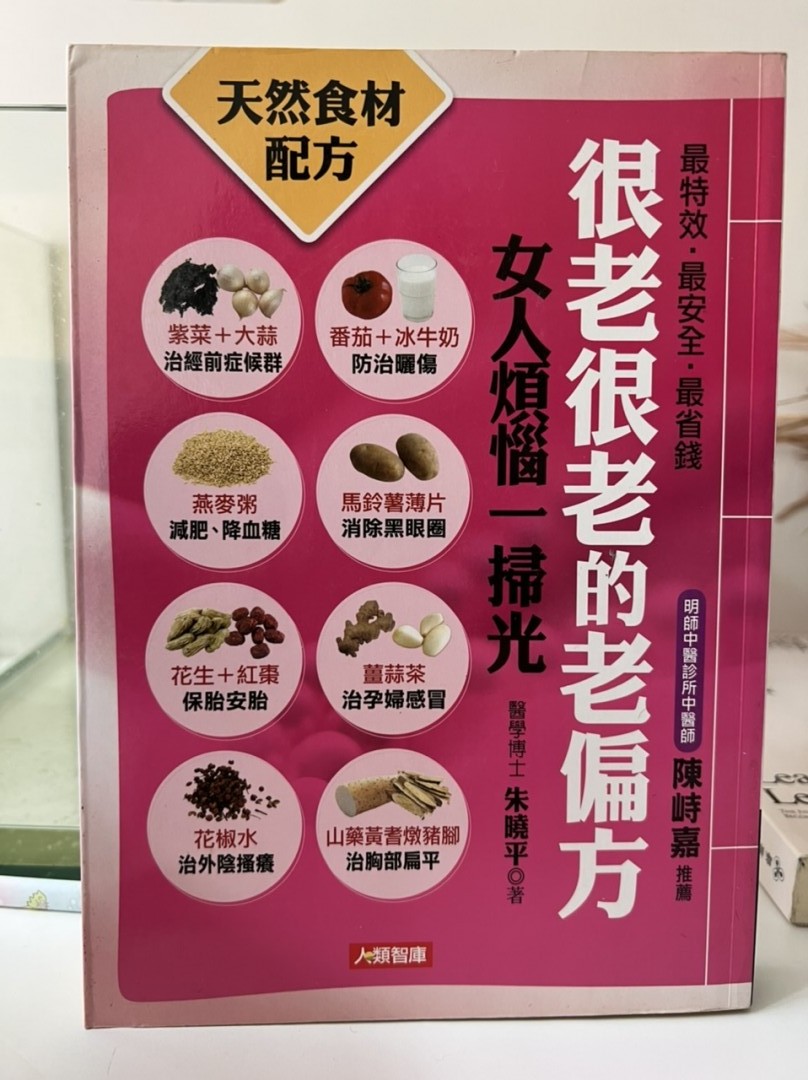 天然食材
配方
最特效·最安全·最省錢
很老很老的老偏方
女人煩惱一掃光
明師中醫診所中醫師
陳峙嘉
推薦
醫學博士 朱曉平◎著
紫菜＋大蒜
治經前症候群
番茄＋冰牛奶
防治曬傷
燕麥粥
減肥、降血糖
馬鈴薯薄片
消除黑眼圈
花生＋紅棗
保胎安胎
薑蒜茶
治孕婦感冒
花椒水
治外陰搔癢
山藥黃耆燉豬腳
治胸部扁平
人類智庫